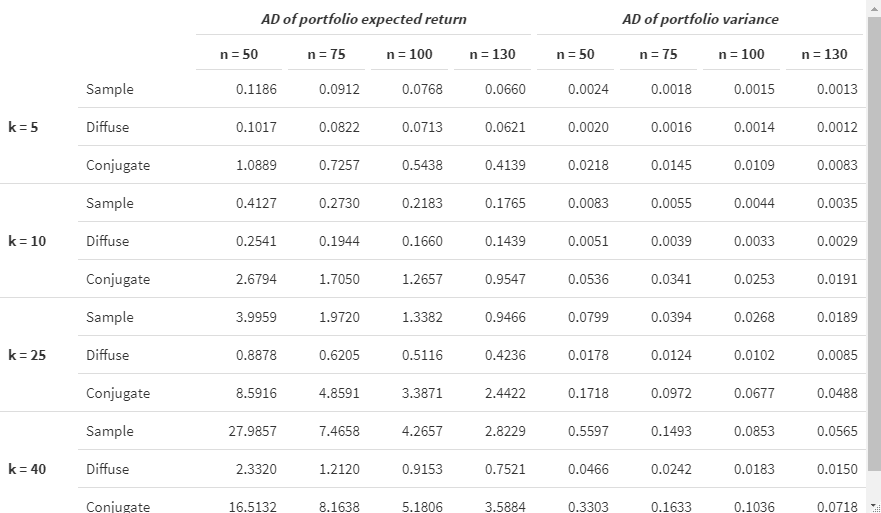 AD of portfolio expected return AD of portfolio variance
n = 50 n = 75 n = 100 n = 130 n = 50 n = 75 n = 100 n = 130
Sample 0.1186 0.0912 0.0768 0.0660 0.0024 0.0018 0.0015 0.0013
k = 5 Diffuse 0.1017 0.0822 0.0713 0.0621 0.0020 0.0016 0.0014 0.0012
Conjugate 1.0889 0.7257 0.5438 0.4139 0.0218 0.0145 0.0109 0.0083
Sample 0.4127 0.2730 0.2183 0.1765 0.0083 0.0055 0.0044 0.0035
k = 10 Diffuse 0.2541 0.1944 0.1660 0.1439 0.0051 0.0039 0.0033 0.0029
Conjugate 2.6794 1.7050 1.2657 0.9547 0.0536 0.0341 0.0253 0.0191
Sample 3.9959 1.9720 1.3382 0.9466 0.0799 0.0394 0.0268 0.0189
k = 25 Diffuse 0.8878 0.6205 0.5116 0.4236 0.0178 0.0124 0.0102 0.0085
Conjugate 8.5916 4.8591 3.3871 2.4422 0.1718 0.0972 0.0677 0.0488
Sample 27.9857 7.4658 4.2657 2.8229 0.5597 0.1493 0.0853 0.0565
k = 40 Diffuse 2.3320 1.2120 0.9153 0.7521 0.0466 0.0242 0.0183 0.0150
Conjugate 16.5132 8.1638 5.1806 3.5884 0.3303 0.1633 0.1036 0.0718